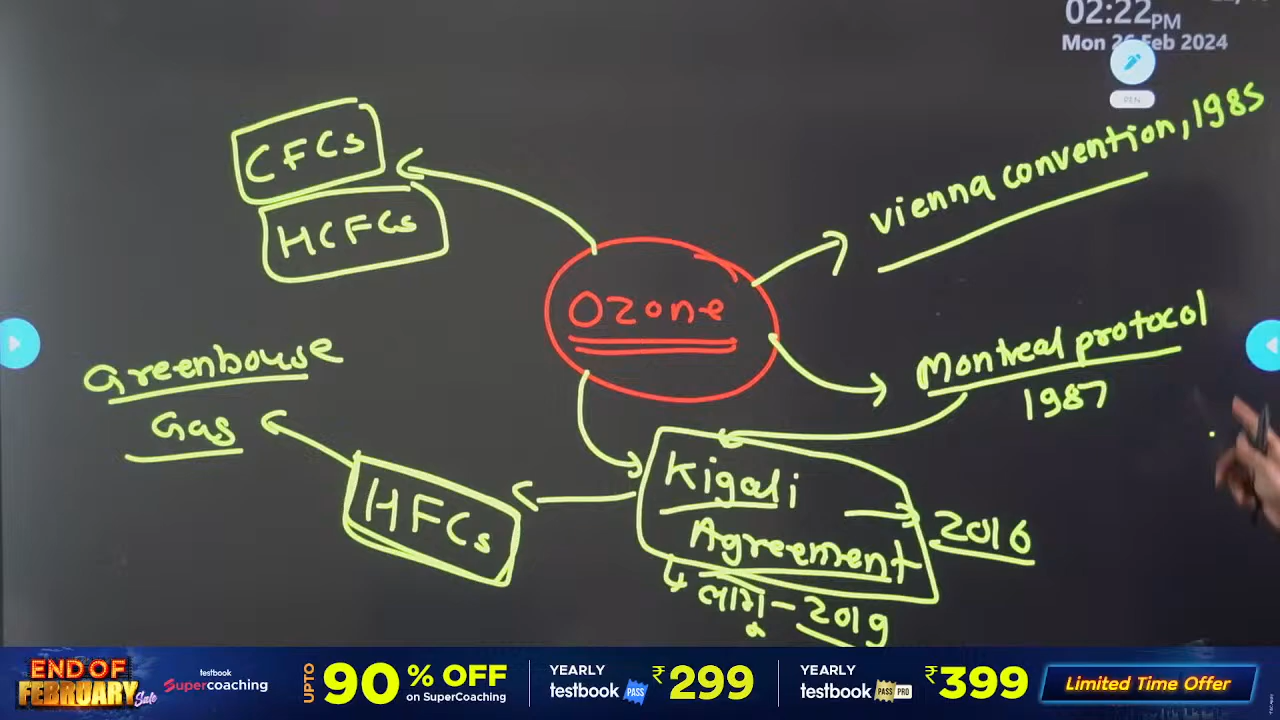 02:22PM
Mon 26 Feb 2024
PEN
CFCs
HCFCs
Vienna convention, 1985
Ozone
Montreal protocol
1987
Greenhouse
Gas
HFCs
Kigali
Agreement
2016
लागू - 2019
END OF
FEBRUARY
Sale
testbook
Supercoaching
UPTO
90% OFF
on SuperCoaching
YEARLY
testbook PASS
₹299
YEARLY
testbook PASS PRO
₹399
Limited Time Offer